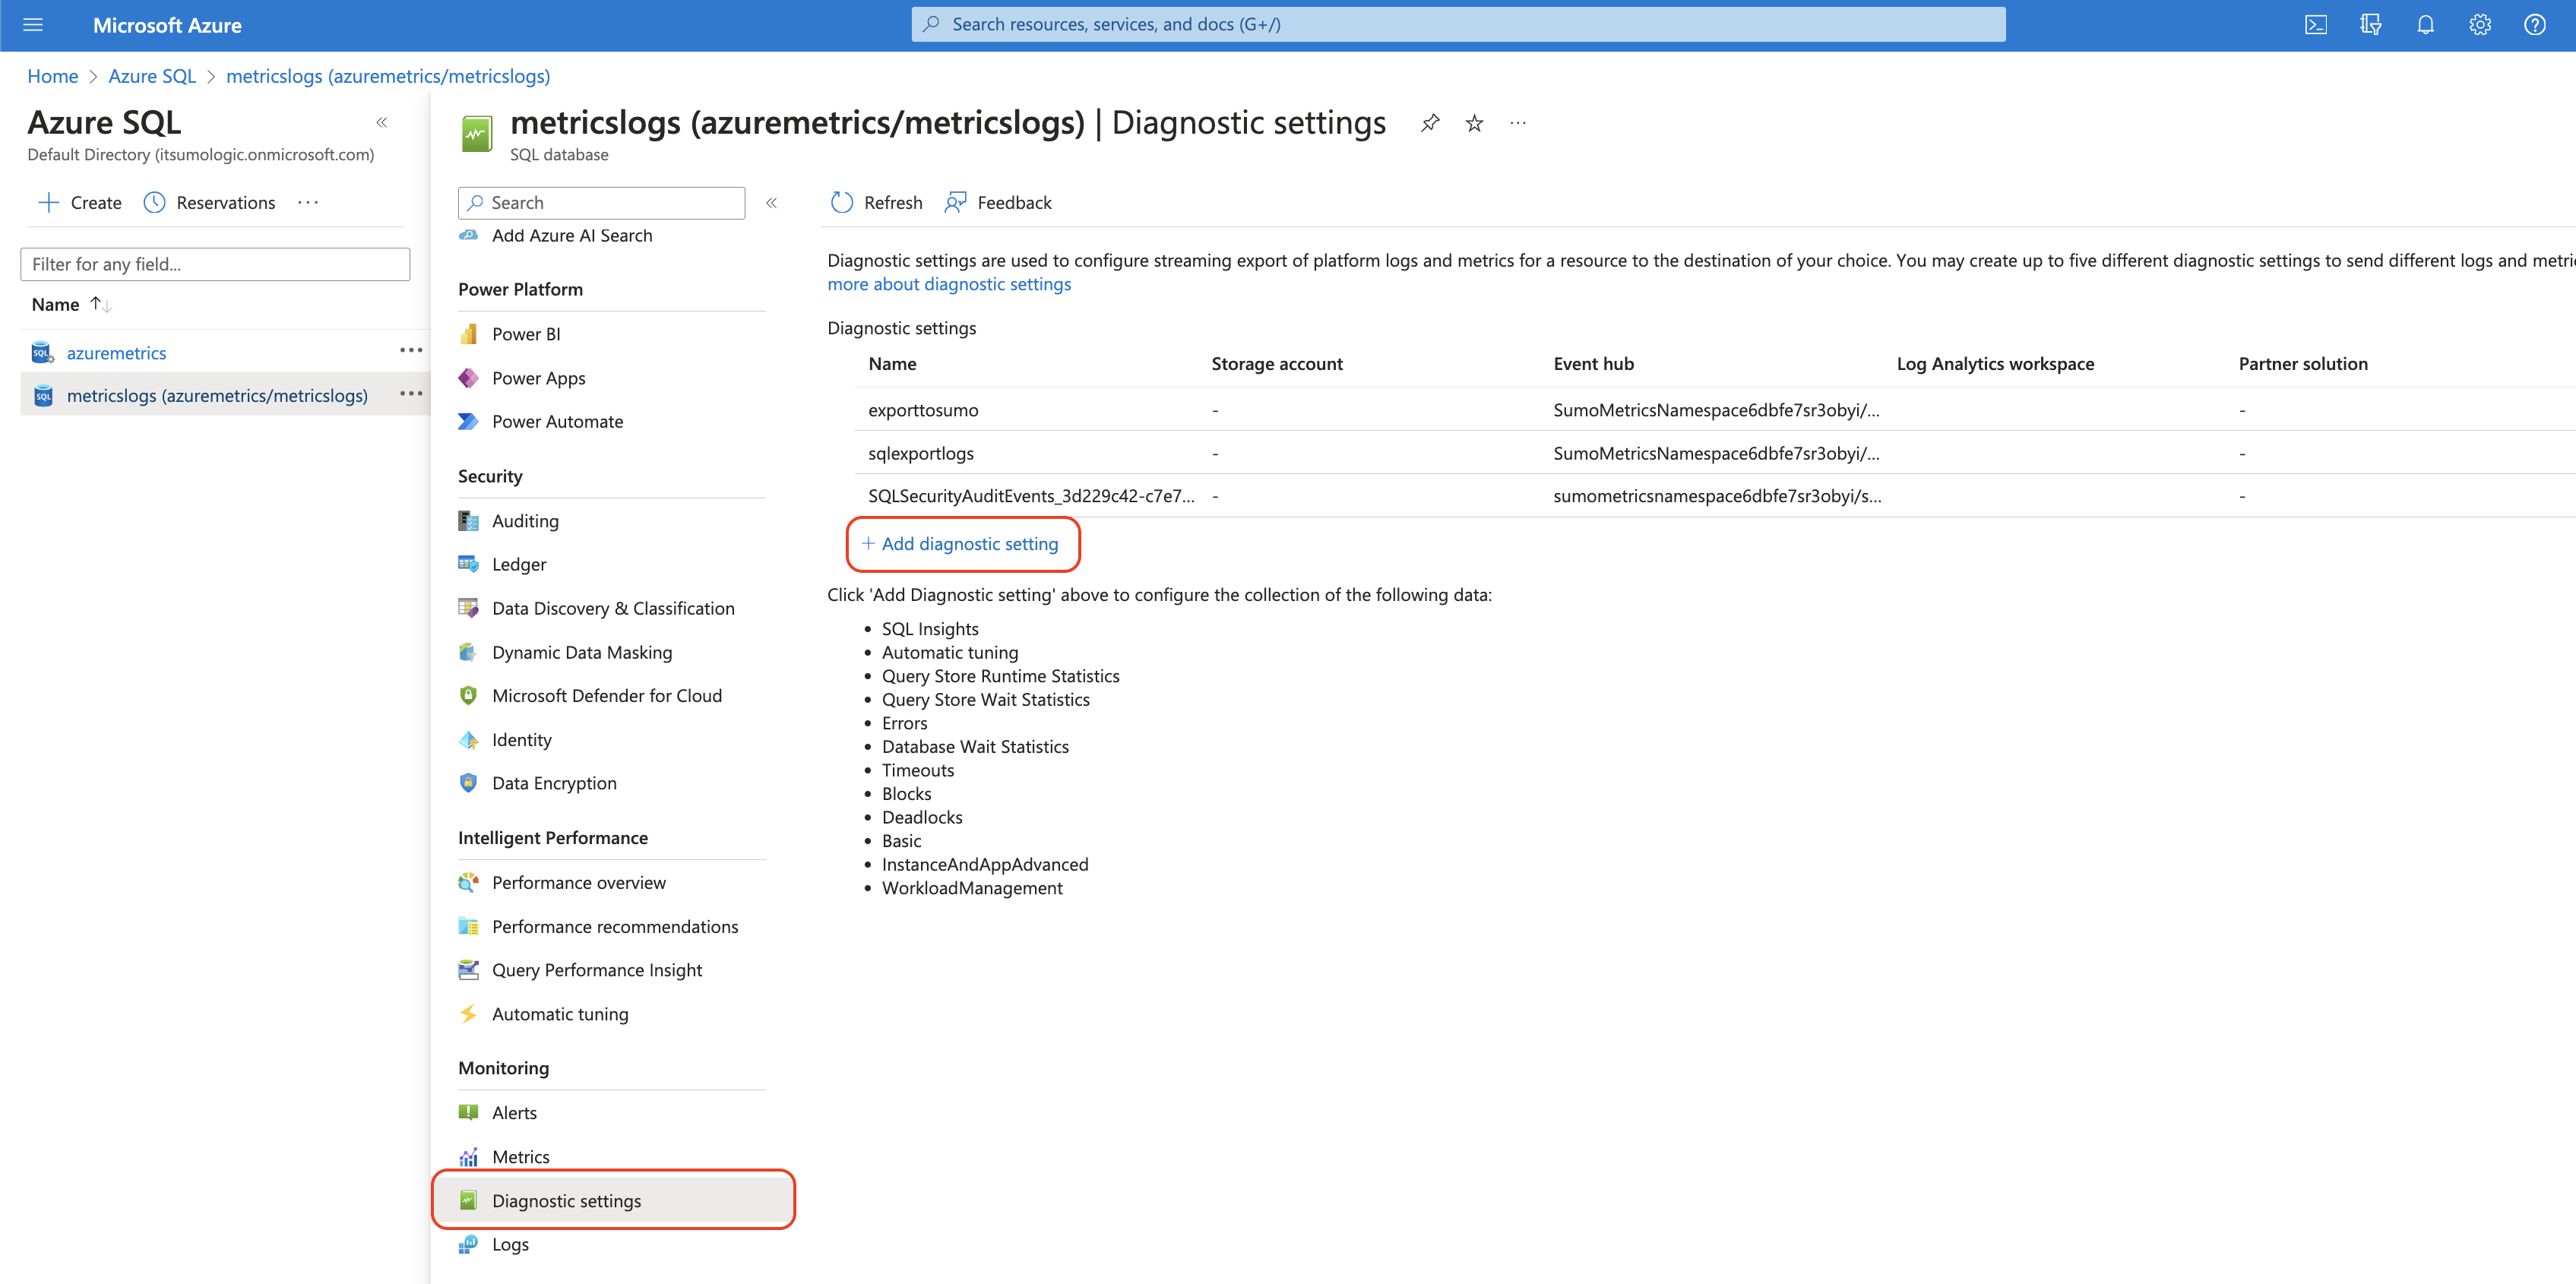 Microsoft Azure
Search resources, services, and docs (G+/)
Home > Azure SQL > metricslogs (azuremetrics/metricslogs)
Azure SQL
Default Directory (itsumologic.onmicrosoft.com)
Create
Reservations
Filter for any field...
Name
azuremetrics
metricslogs (azuremetrics/metricslogs)
metricslogs (azuremetrics/metricslogs) | Diagnostic settings
SQL database
Search
Add Azure AI Search
Power Platform
Power BI
Power Apps
Power Automate
Security
Auditing
Ledger
Data Discovery & Classification
Dynamic Data Masking
Microsoft Defender for Cloud
Identity
Data Encryption
Intelligent Performance
Performance overview
Performance recommendations
Query Performance Insight
Automatic tuning
Monitoring
Alerts
Metrics
Diagnostic settings
Logs
Refresh
Feedback
Diagnostic settings are used to configure streaming export of platform logs and metrics for a resource to the destination of your choice. You may create up to five different diagnostic settings to send different logs and metri
more about diagnostic settings
Diagnostic settings
Name Storage account Event hub Log Analytics workspace Partner solution
exporttosumo - SumoMetricsNamespace6dbfe7sr3obyi/... -
sqlexportlogs - SumoMetricsNamespace6dbfe7sr3obyi/... -
SQLSecurityAuditEvents_3d229c42-c7e7... - sumometricsnamespace6dbfe7sr3obyi/s... -
+ Add diagnostic setting
Click 'Add Diagnostic setting' above to configure the collection of the following data:
• SQL Insights
• Automatic tuning
• Query Store Runtime Statistics
• Query Store Wait Statistics
• Errors
• Database Wait Statistics
• Timeouts
• Blocks
• Deadlocks
• Basic
• InstanceAndAppAdvanced
• WorkloadManagement